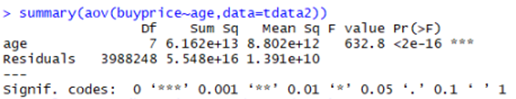 > summary(aov(buyprice~age,data=tdata2))
Df Sum Sq Mean Sq F value Pr(>F)
age 7 6.162e+13 8.802e+12 632.8 <2e-16 ***
Residuals 3988248 5.548e+16 1.391e+10
---
Signif. codes: 0 ‘***’ 0.001 ‘**’ 0.01 ‘*’ 0.05 ‘.’ 0.1 ‘ ’ 1